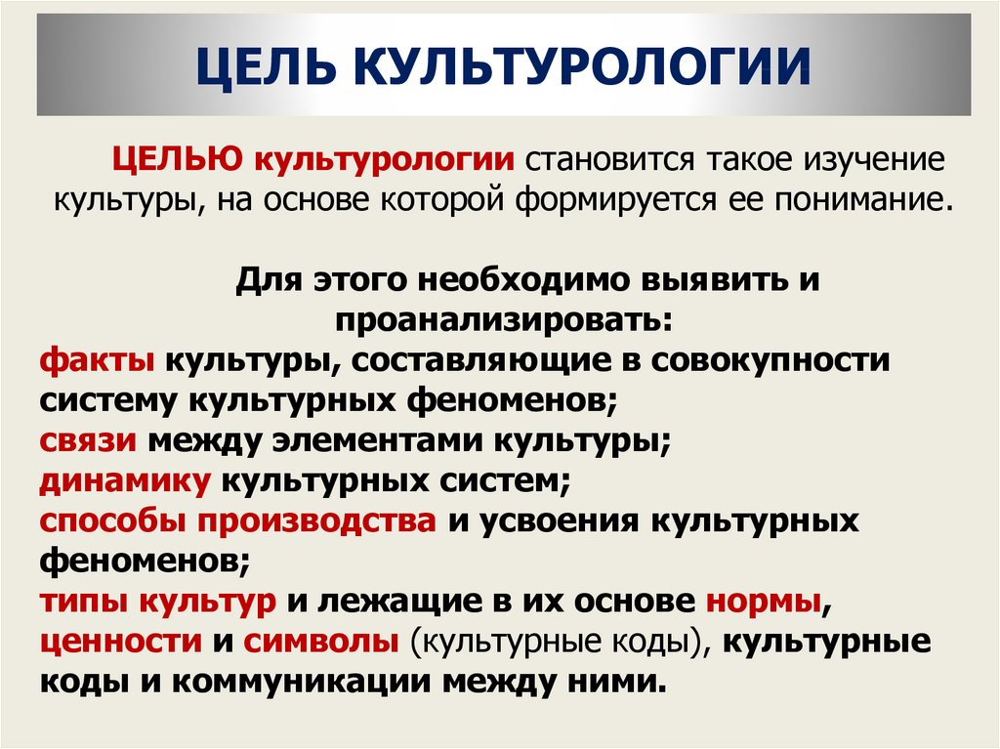 ЦЕЛЬ КУЛЬТУРОЛОГИИ
ЦЕЛЬЮ культурологии становится такое изучение
культуры, на основе которой формируется ее понимание.
Для этого необходимо выявить и
проанализировать:
факты культуры, составляющие в совокупности
систему культурных феноменов;
связи между элементами культуры;
динамику культурных систем;
способы производства и усвоения культурных
феноменов;
типы культур и лежащие в их основе нормы,
ценности и символы (культурные коды), культурные
коды и коммуникации между ними.